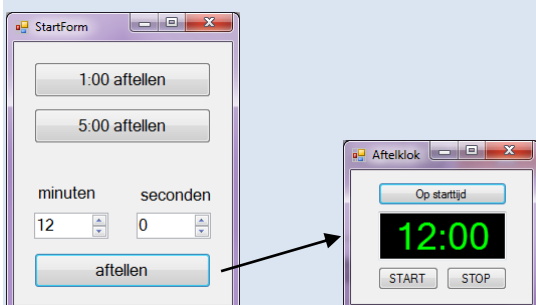 StartForm
1:00 aftellen
5:00 aftellen
minuten seconden
12 0
aftellen
Aftelklok
Op starttijd
12:00
START STOP